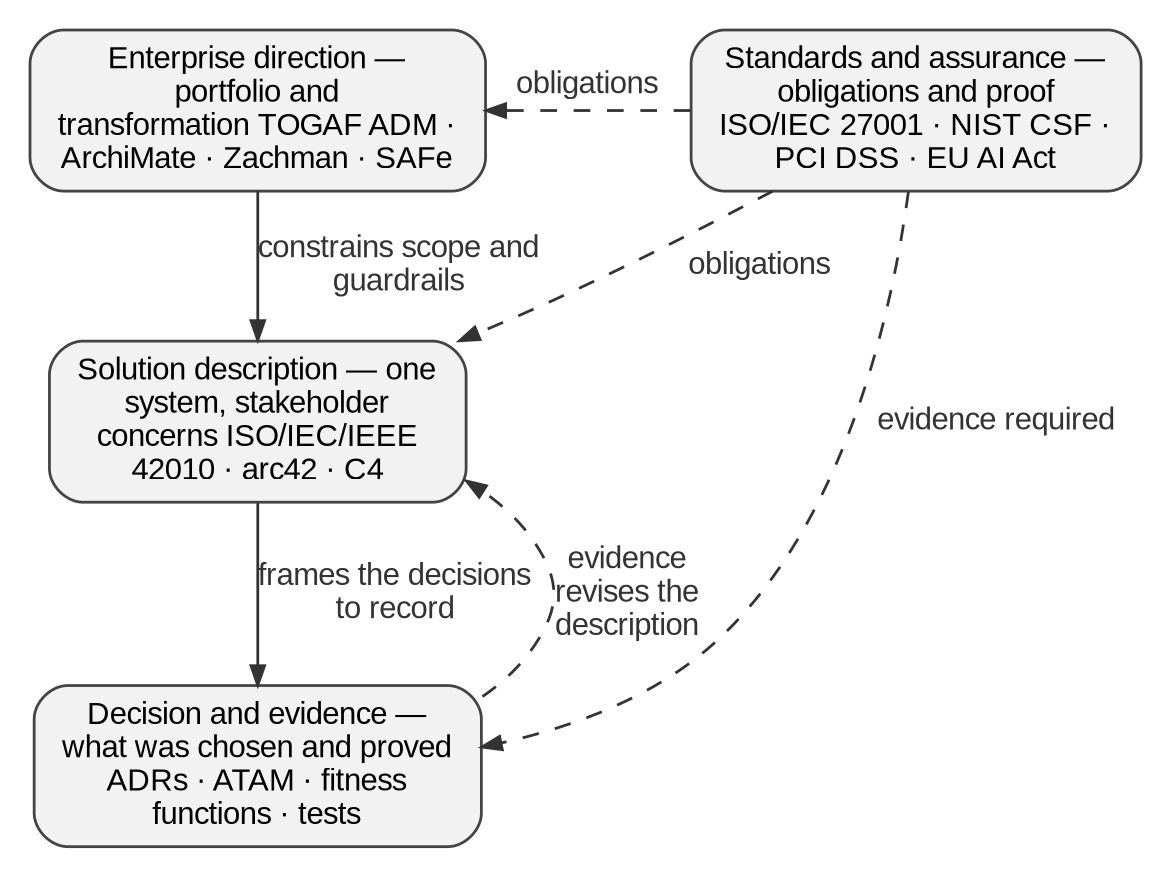 Enterprise direction —
portfolio and
transformation TOGAF ADM ·
ArchiMate · Zachman · SAFe
obligations
Standards and assurance —
obligations and proof
ISO/IEC 27001 · NIST CSF ·
PCI DSS · EU AI Act
constrains scope and
guardrails
obligations
Solution description — one
system, stakeholder
concerns ISO/IEC/IEEE
42010 · arc42 · C4
evidence required
frames the decisions
to record
evidence
revises the
description
Decision and evidence —
what was chosen and proved
ADRs · ATAM · fitness
functions · tests